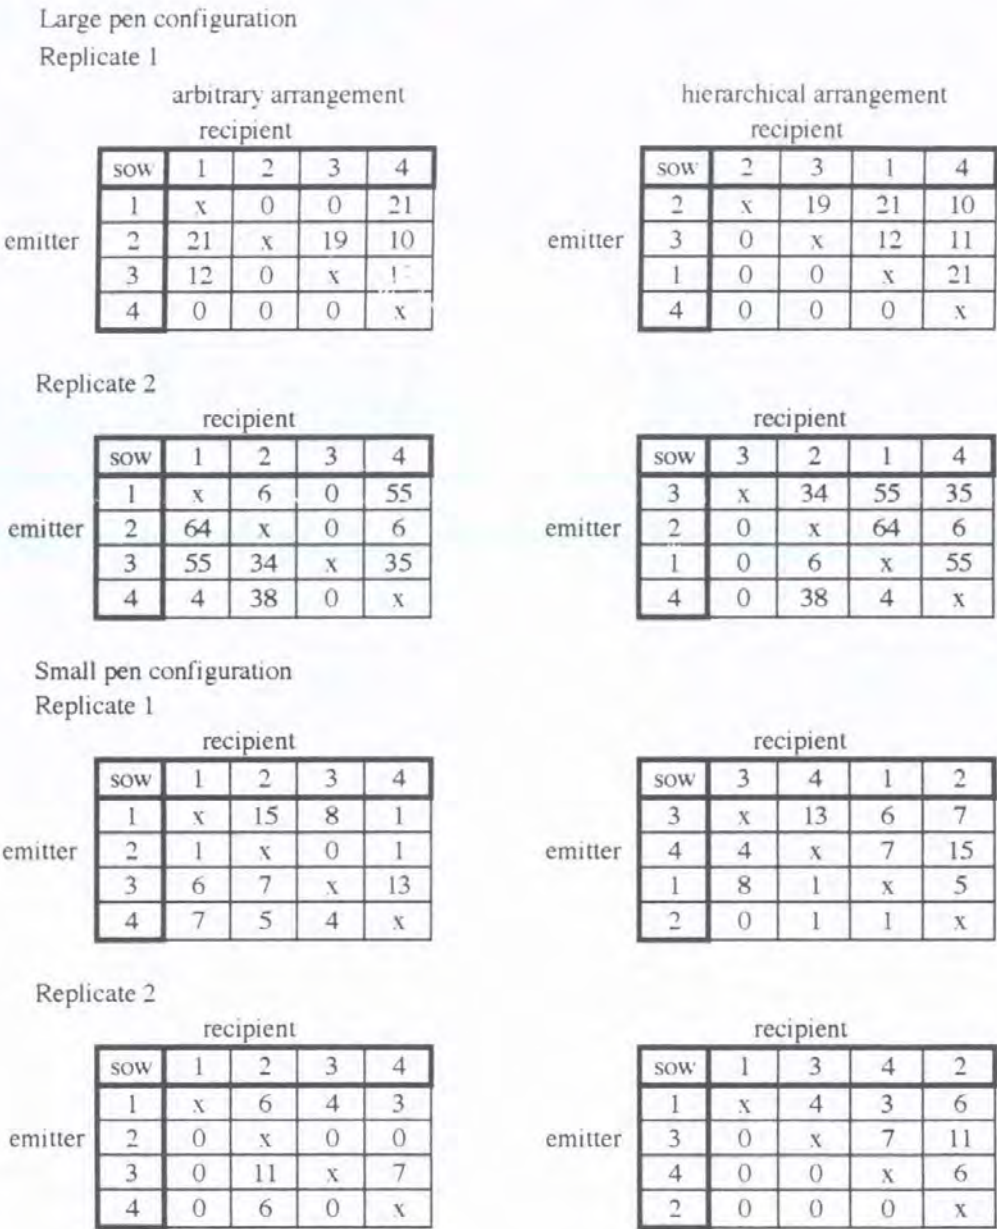 Large pen configuration
Replicate 1
arbitrary arrangement hierarchical arrangement
recipient recipient
sow 1 2 3 4 sow 2 3 1 4
1 x 0 0 21 2 x 19 21 10
emitter 2 21 x 19 10 emitter 3 0 x 12 11
3 12 0 x 1 0 0 x 21
4 0 0 0 x 4 0 0 0 x
Replicate 2
recipient recipient
sow 1 2 3 4 sow 3 2 1 4
1 x 6 0 55 3 x 34 55 35
emitter 2 64 x 0 6 emitter 2 0 x 64 6
3 55 34 x 35 1 0 6 x 55
4 4 38 0 x 4 0 38 4 x
Small pen configuration
Replicate 1
recipient recipient
sow 1 2 3 4 sow 3 4 1 2
1 x 15 8 1 3 x 13 6 7
emitter 2 1 x 0 1 emitter 4 4 x 7 15
3 6 7 x 13 1 8 1 x 5
4 7 5 4 x 2 0 1 1 x
Replicate 2
recipient recipient
sow 1 2 3 4 sow 1 3 4 2
1 x 6 4 3 1 x 4 3 6
emitter 2 0 x 0 0 emitter 3 0 x 7 11
3 0 11 x 7 4 0 0 x 6
4 0 6 0 x 2 0 0 0 x